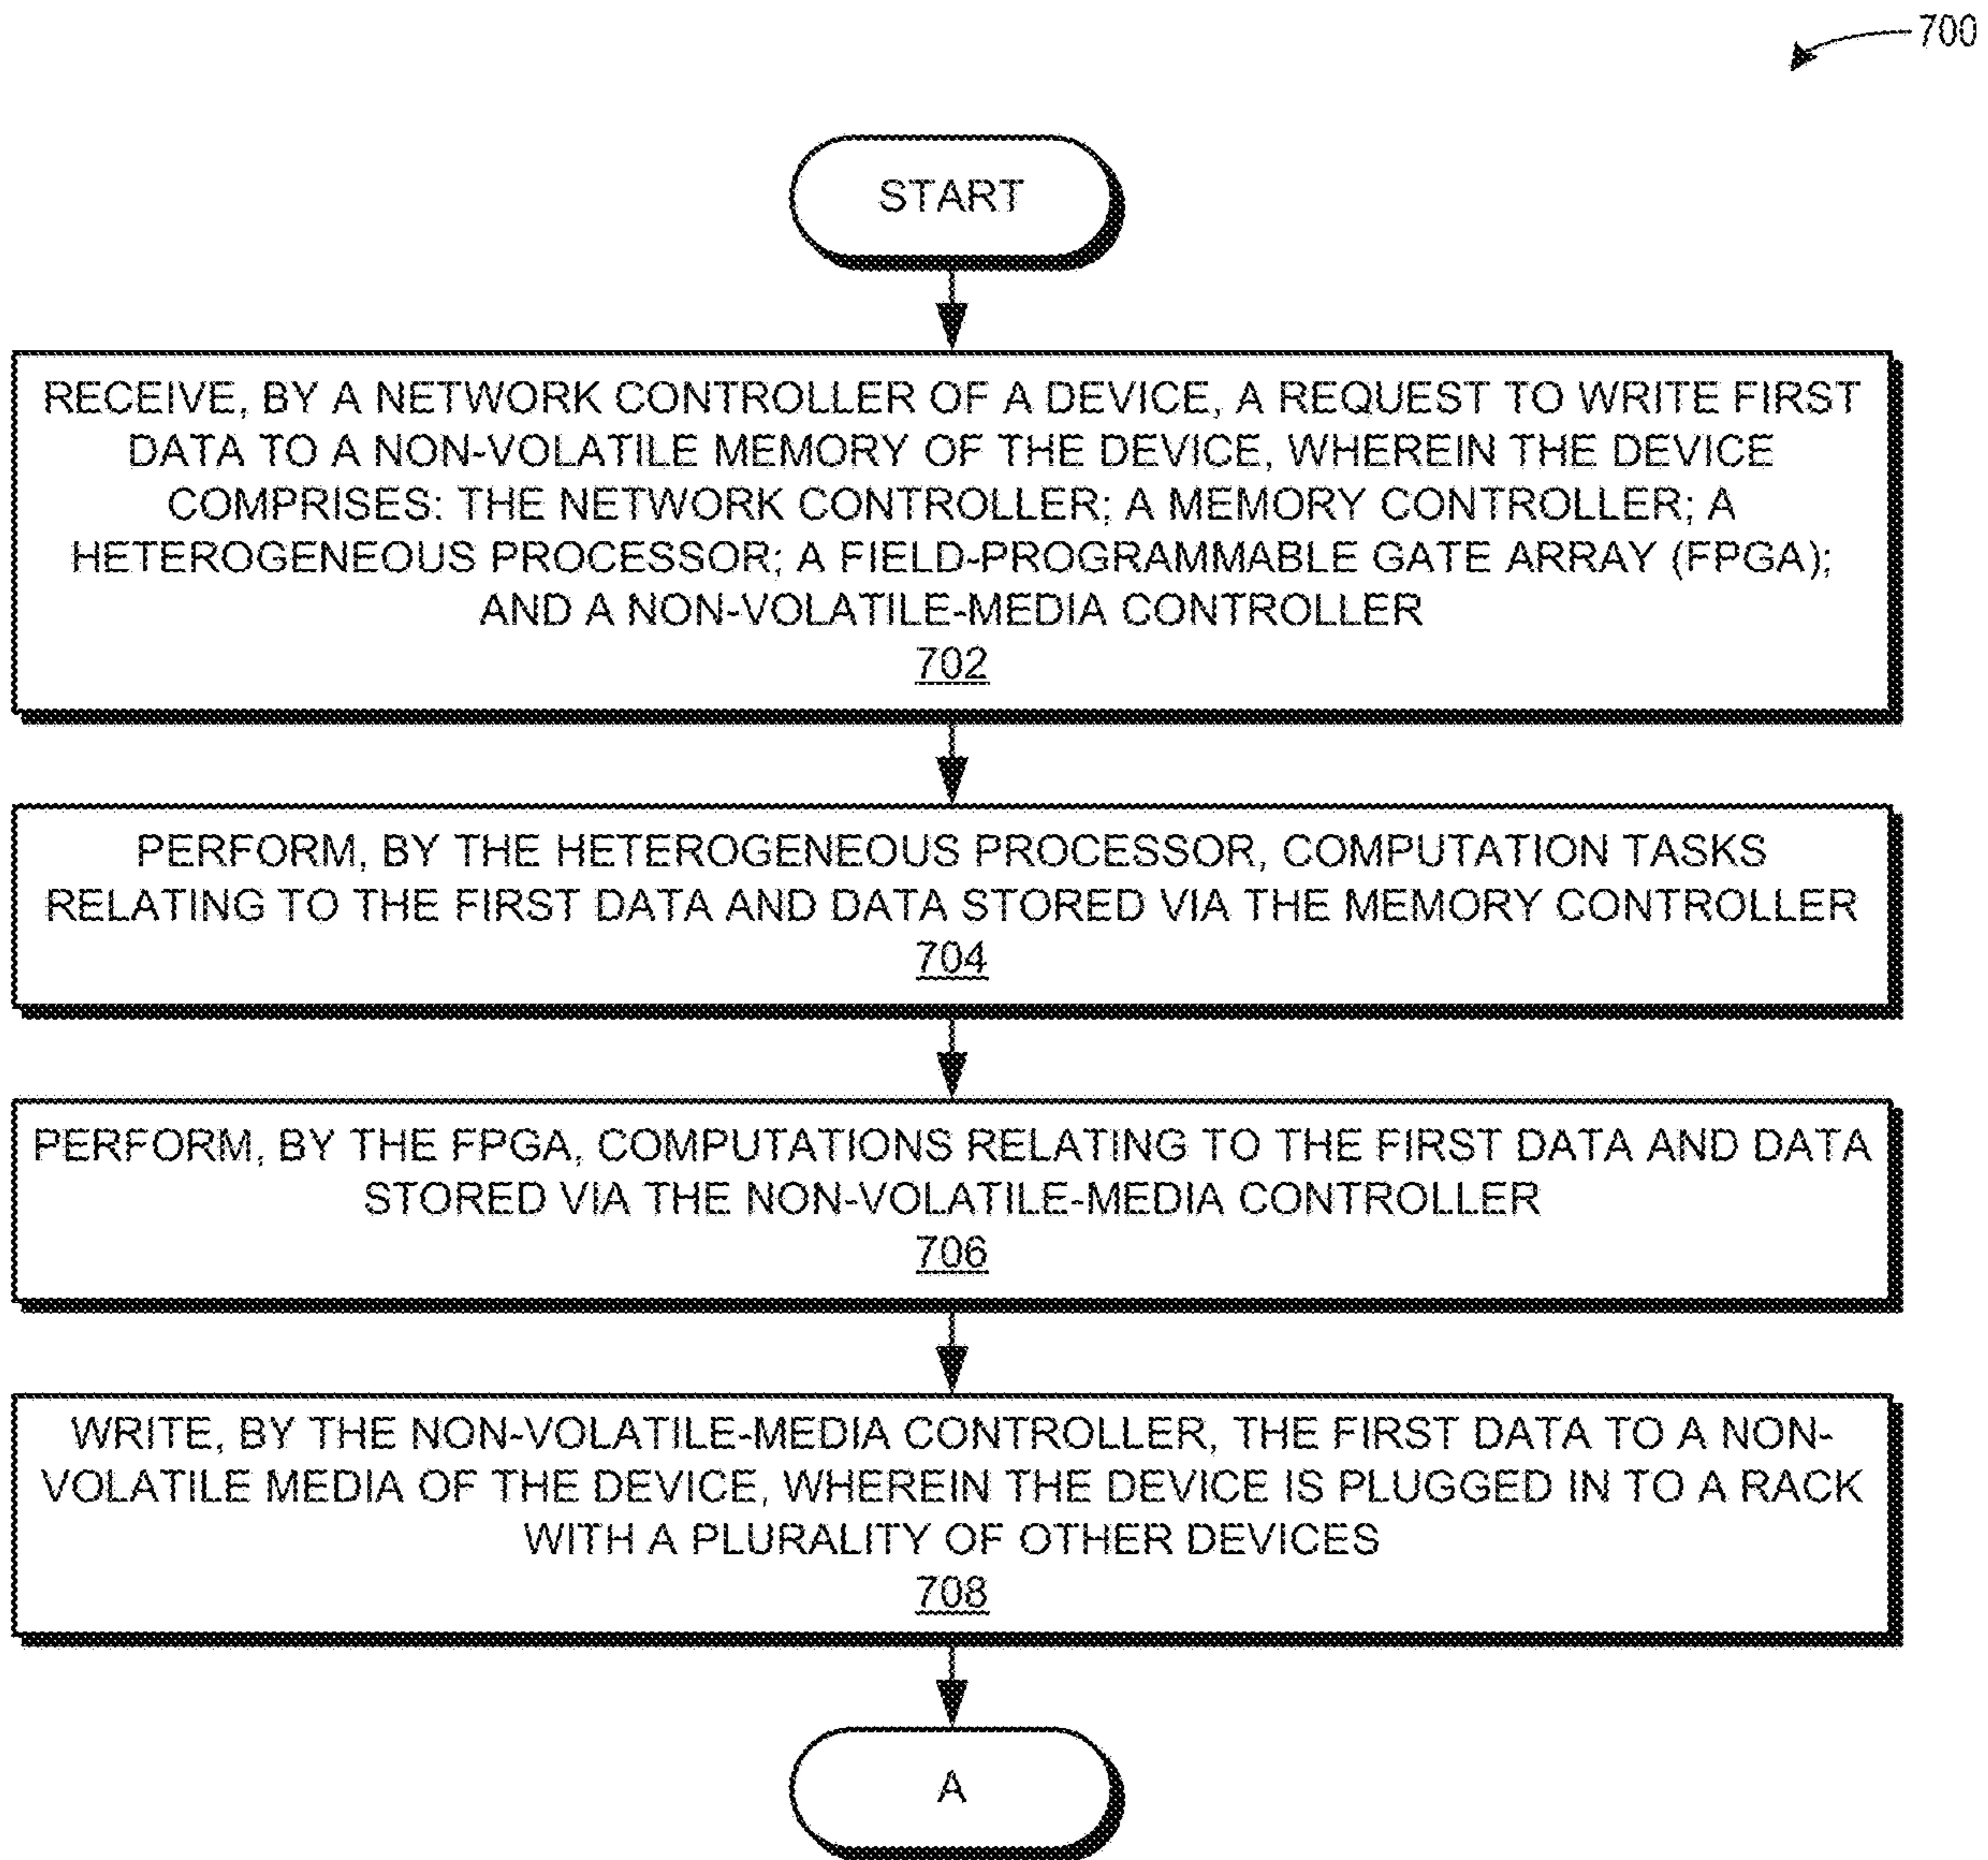 700
START
RECEIVE, BY A NETWORK CONTROLLER OF A DEVICE, A REQUEST TO WRITE FIRST
DATA TO A NON-VOLATILE MEMORY OF THE DEVICE, WHEREIN THE DEVICE
COMPRISES: THE NETWORK CONTROLLER; A MEMORY CONTROLLER; A
HETEROGENEOUS PROCESSOR; A FIELD-PROGRAMMABLE GATE ARRAY (FPGA);
AND A NON-VOLATILE-MEDIA CONTROLLER
702
PERFORM, BY THE HETEROGENEOUS PROCESSOR, COMPUTATION TASKS
RELATING TO THE FIRST DATA AND DATA STORED VIA THE MEMORY CONTROLLER
704
PERFORM, BY THE FPGA, COMPUTATIONS RELATING TO THE FIRST DATA AND DATA
STORED VIA THE NON-VOLATILE-MEDIA CONTROLLER
706
WRITE, BY THE NON-VOLATILE-MEDIA CONTROLLER, THE FIRST DATA TO A NON-
VOLATILE MEDIA OF THE DEVICE, WHEREIN THE DEVICE IS PLUGGED IN TO A RACK
WITH A PLURALITY OF OTHER DEVICES
708
A